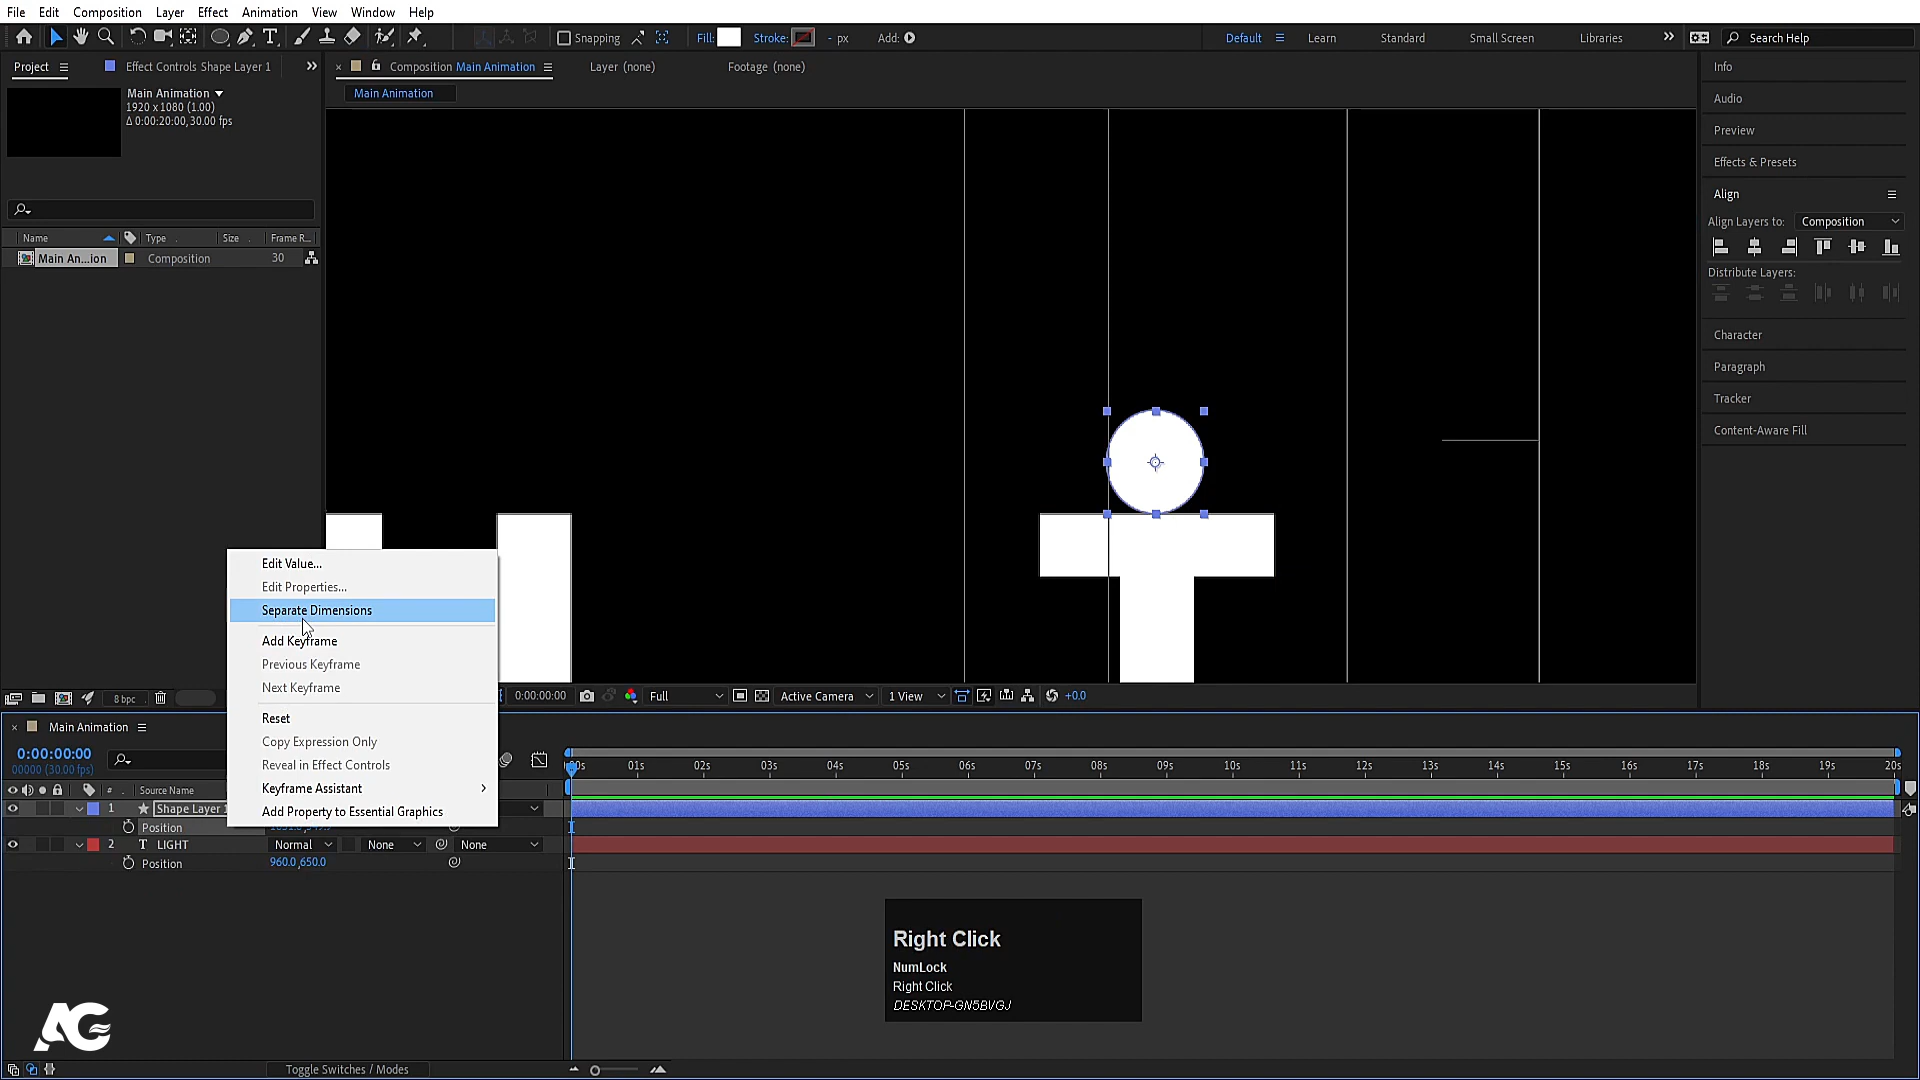 File Edit Composition Layer Effect Animation View Window Help
Snapping Fill: Stroke: - px Add: Default Learn Standard Small Screen Libraries Search Help
Project Effect Controls Shape Layer 1 Composition Main Animation Layer (none) Footage (none) Info
Main Animation
1920 x 1080 (1.00)
Δ 0:00:20:00, 30.00 fps
Main Animation
Audio
Preview
Effects & Presets
Align
Align Layers to: Composition
Distribute Layers:
Character
Paragraph
Tracker
Content-Aware Fill
Name Type Size Frame R...
Main An...ion Composition 30
Edit Value...
Edit Properties...
Separate Dimensions
Add Keyframe
Previous Keyframe
Next Keyframe
Reset
Copy Expression Only
Reveal in Effect Controls
Keyframe Assistant
Add Property to Essential Graphics
8 bpc 0:00:00:00 Full Active Camera 1 View +0.0
Main Animation
0:00:00:00
00000 (30.00 fps)
00s 01s 02s 03s 04s 05s 06s 07s 08s 09s 10s 11s 12s 13s 14s 15s 16s 17s 18s 19s 20s
# Source Name
1 Shape Layer 1
Position
2 T LIGHT Normal None None
Position 960.0,650.0
Right Click
NumLock
Right Click
DESKTOP-GN5BVGJ
AG
Toggle Switches / Modes